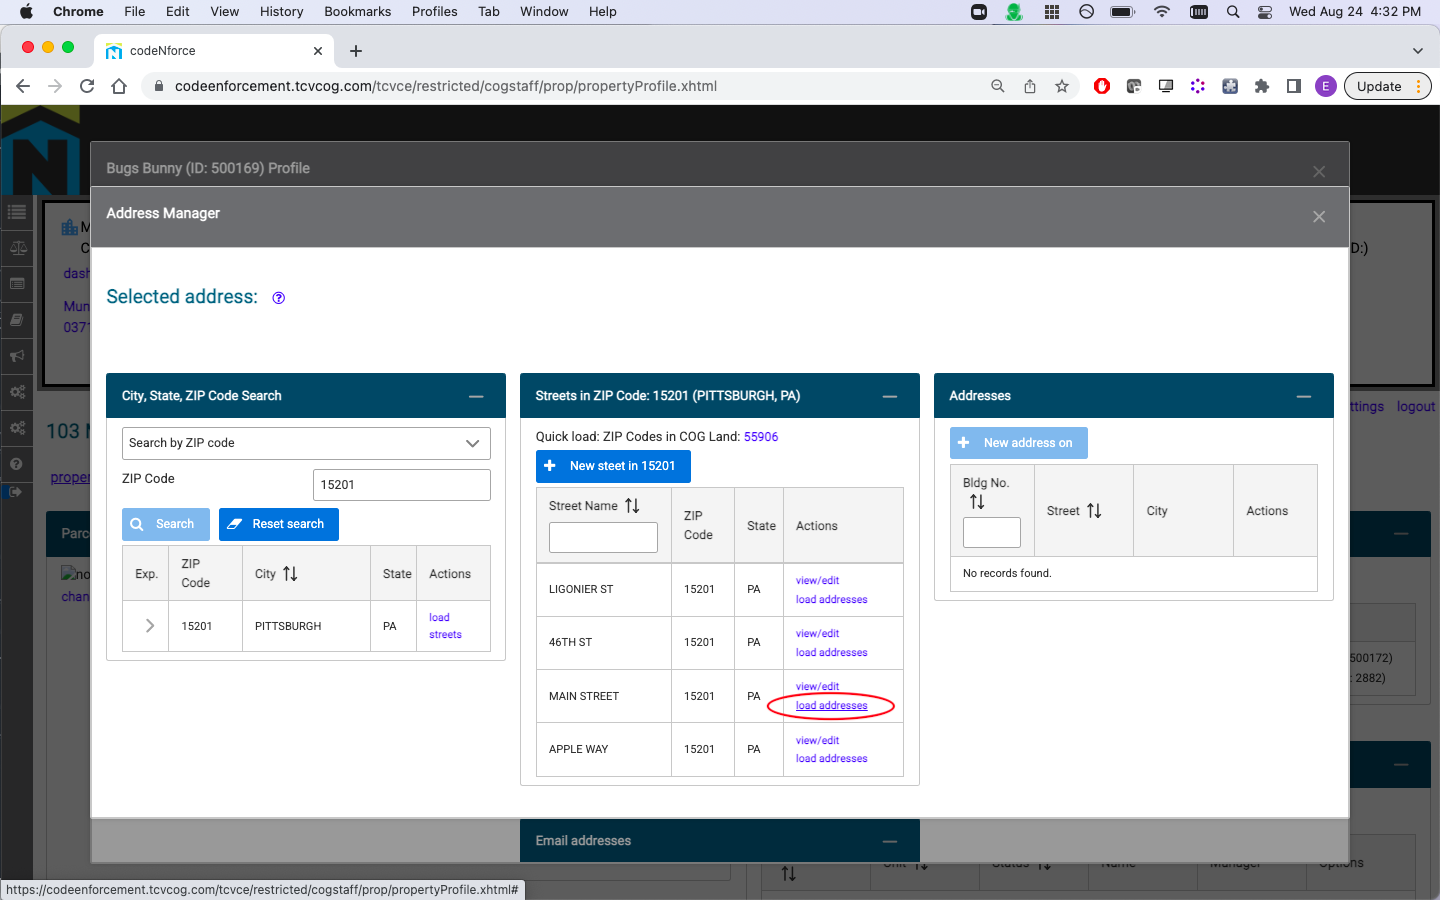 Chrome File Edit View History Bookmarks Profiles Tab Window Help Wed Aug 24 4:32 PM
codeNforce
codeenforcement.tcvcog.com/tcvce/restricted/cogstaff/prop/propertyProfile.xhtml E Update
Bugs Bunny (ID: 500169) Profile
Address Manager
M
C
D:)
dash
Mun
0371
Selected address:
City, State, ZIP Code Search
Search by ZIP code
ZIP Code 15201
Search Reset search
Exp. ZIP Code City State Actions
15201 PITTSBURGH PA load streets
Streets in ZIP Code: 15201 (PITTSBURGH, PA)
Quick load: ZIP Codes in COG Land: 55906
New steet in 15201
Street Name ZIP Code State Actions
LIGONIER ST 15201 PA view/edit load addresses
46TH ST 15201 PA view/edit load addresses
MAIN STREET 15201 PA view/edit load addresses
APPLE WAY 15201 PA view/edit load addresses
Addresses
New address on
Bldg No. Street City Actions
No records found.
ttings logout
103
proper
Parc
chan
500172)
: 2882)
Email addresses
Unit Status Name Manager Options
https://codeenforcement.tcvcog.com/tcvce/restricted/cogstaff/prop/propertyProfile.xhtml#